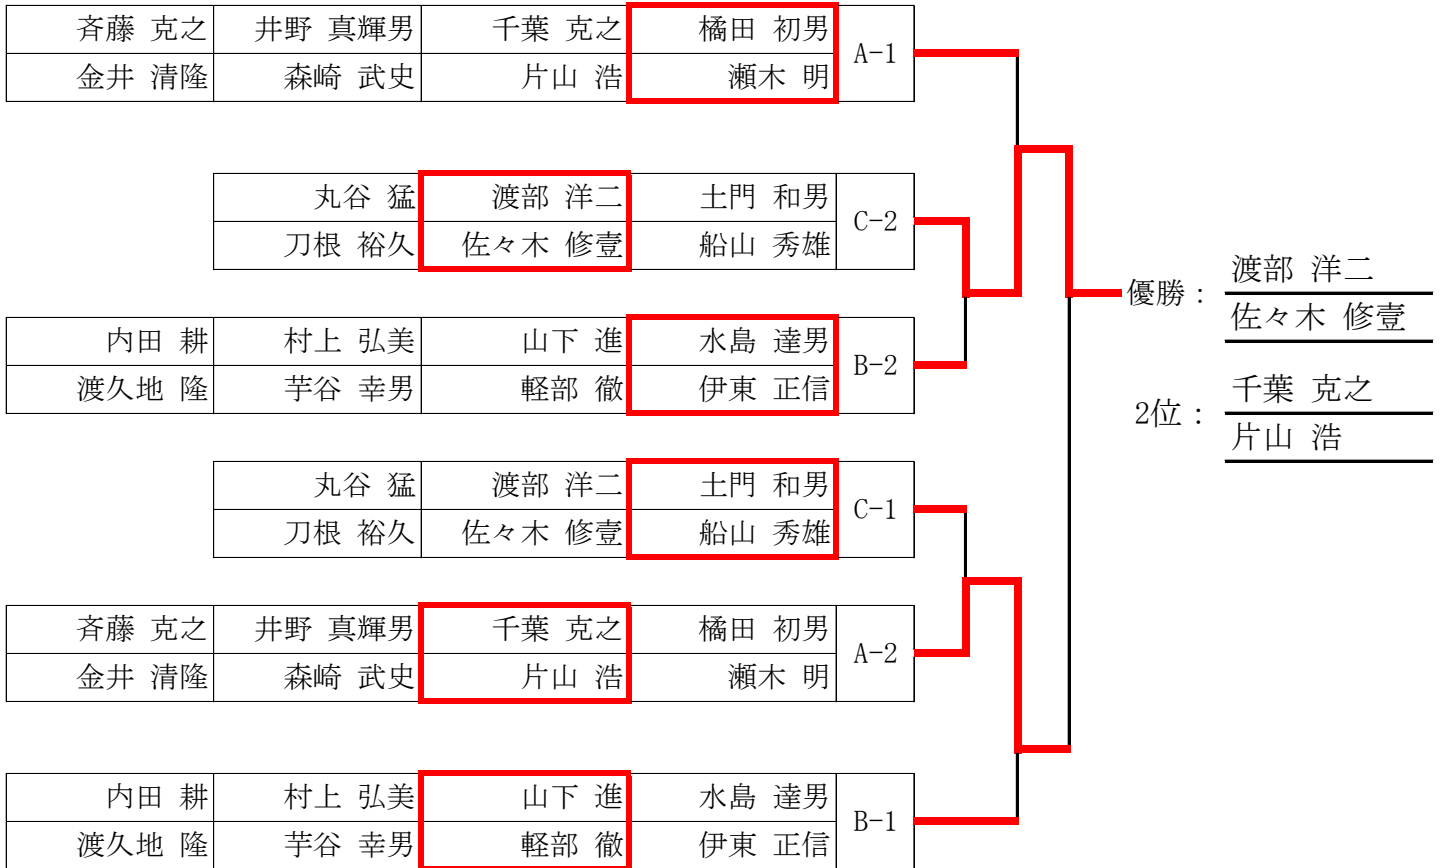 斉藤 克之 井野 真輝男 千葉 克之 橘田 初男 A-1
金井 清隆 森崎 武史 片山 浩 瀬木 明
丸谷 猛 渡部 洋二 土門 和男 C-2
刀根 裕久 佐々木 修壹 船山 秀雄
内田 耕 村上 弘美 山下 進 水島 達男 B-2
渡久地 隆 芋谷 幸男 軽部 徹 伊東 正信
丸谷 猛 渡部 洋二 土門 和男 C-1
刀根 裕久 佐々木 修壹 船山 秀雄
斉藤 克之 井野 真輝男 千葉 克之 橘田 初男 A-2
金井 清隆 森崎 武史 片山 浩 瀬木 明
内田 耕 村上 弘美 山下 進 水島 達男 B-1
渡久地 隆 芋谷 幸男 軽部 徹 伊東 正信
優勝： 渡部 洋二
佐々木 修壹
2位： 千葉 克之
片山 浩